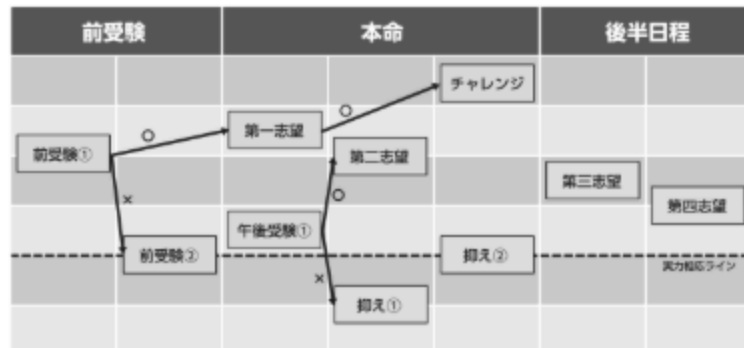 前受験 本命 後半日程
チャレンジ
○ ○
第一志望
前受験① 第二志望
第三志望
× ○
第四志望
午後受験①
前受験② 抑え②
実力相応ライン
×
抑え①